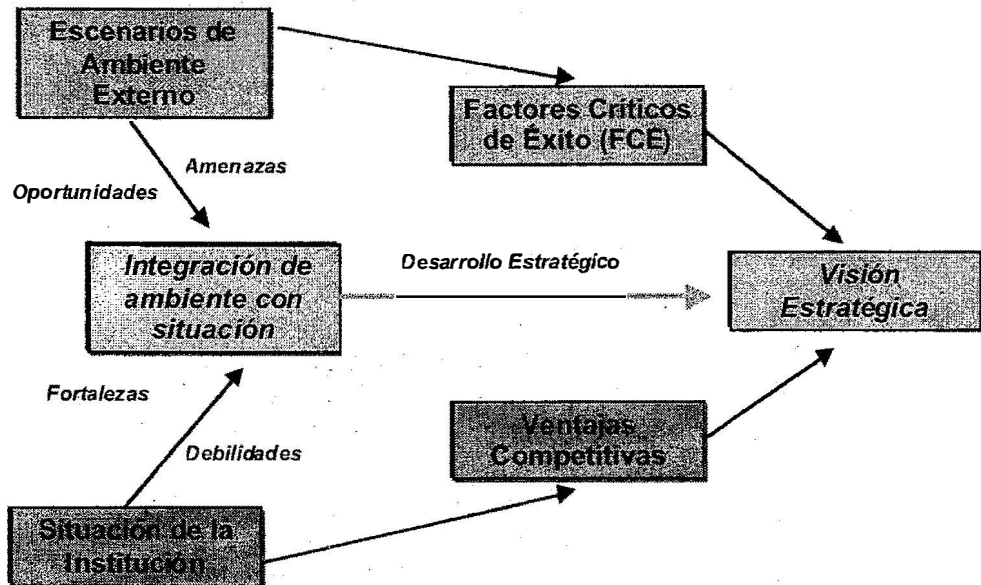 Escenarios de
Ambiente
Externo
Factores Críticos
de Éxito (FCE)
Amenazas
Oportunidades
Integración de
ambiente con
situación
Desarrollo Estratégico
Visión
Estratégica
Fortalezas
Debilidades
Ventajas
Competitivas
Situación de la
Institución